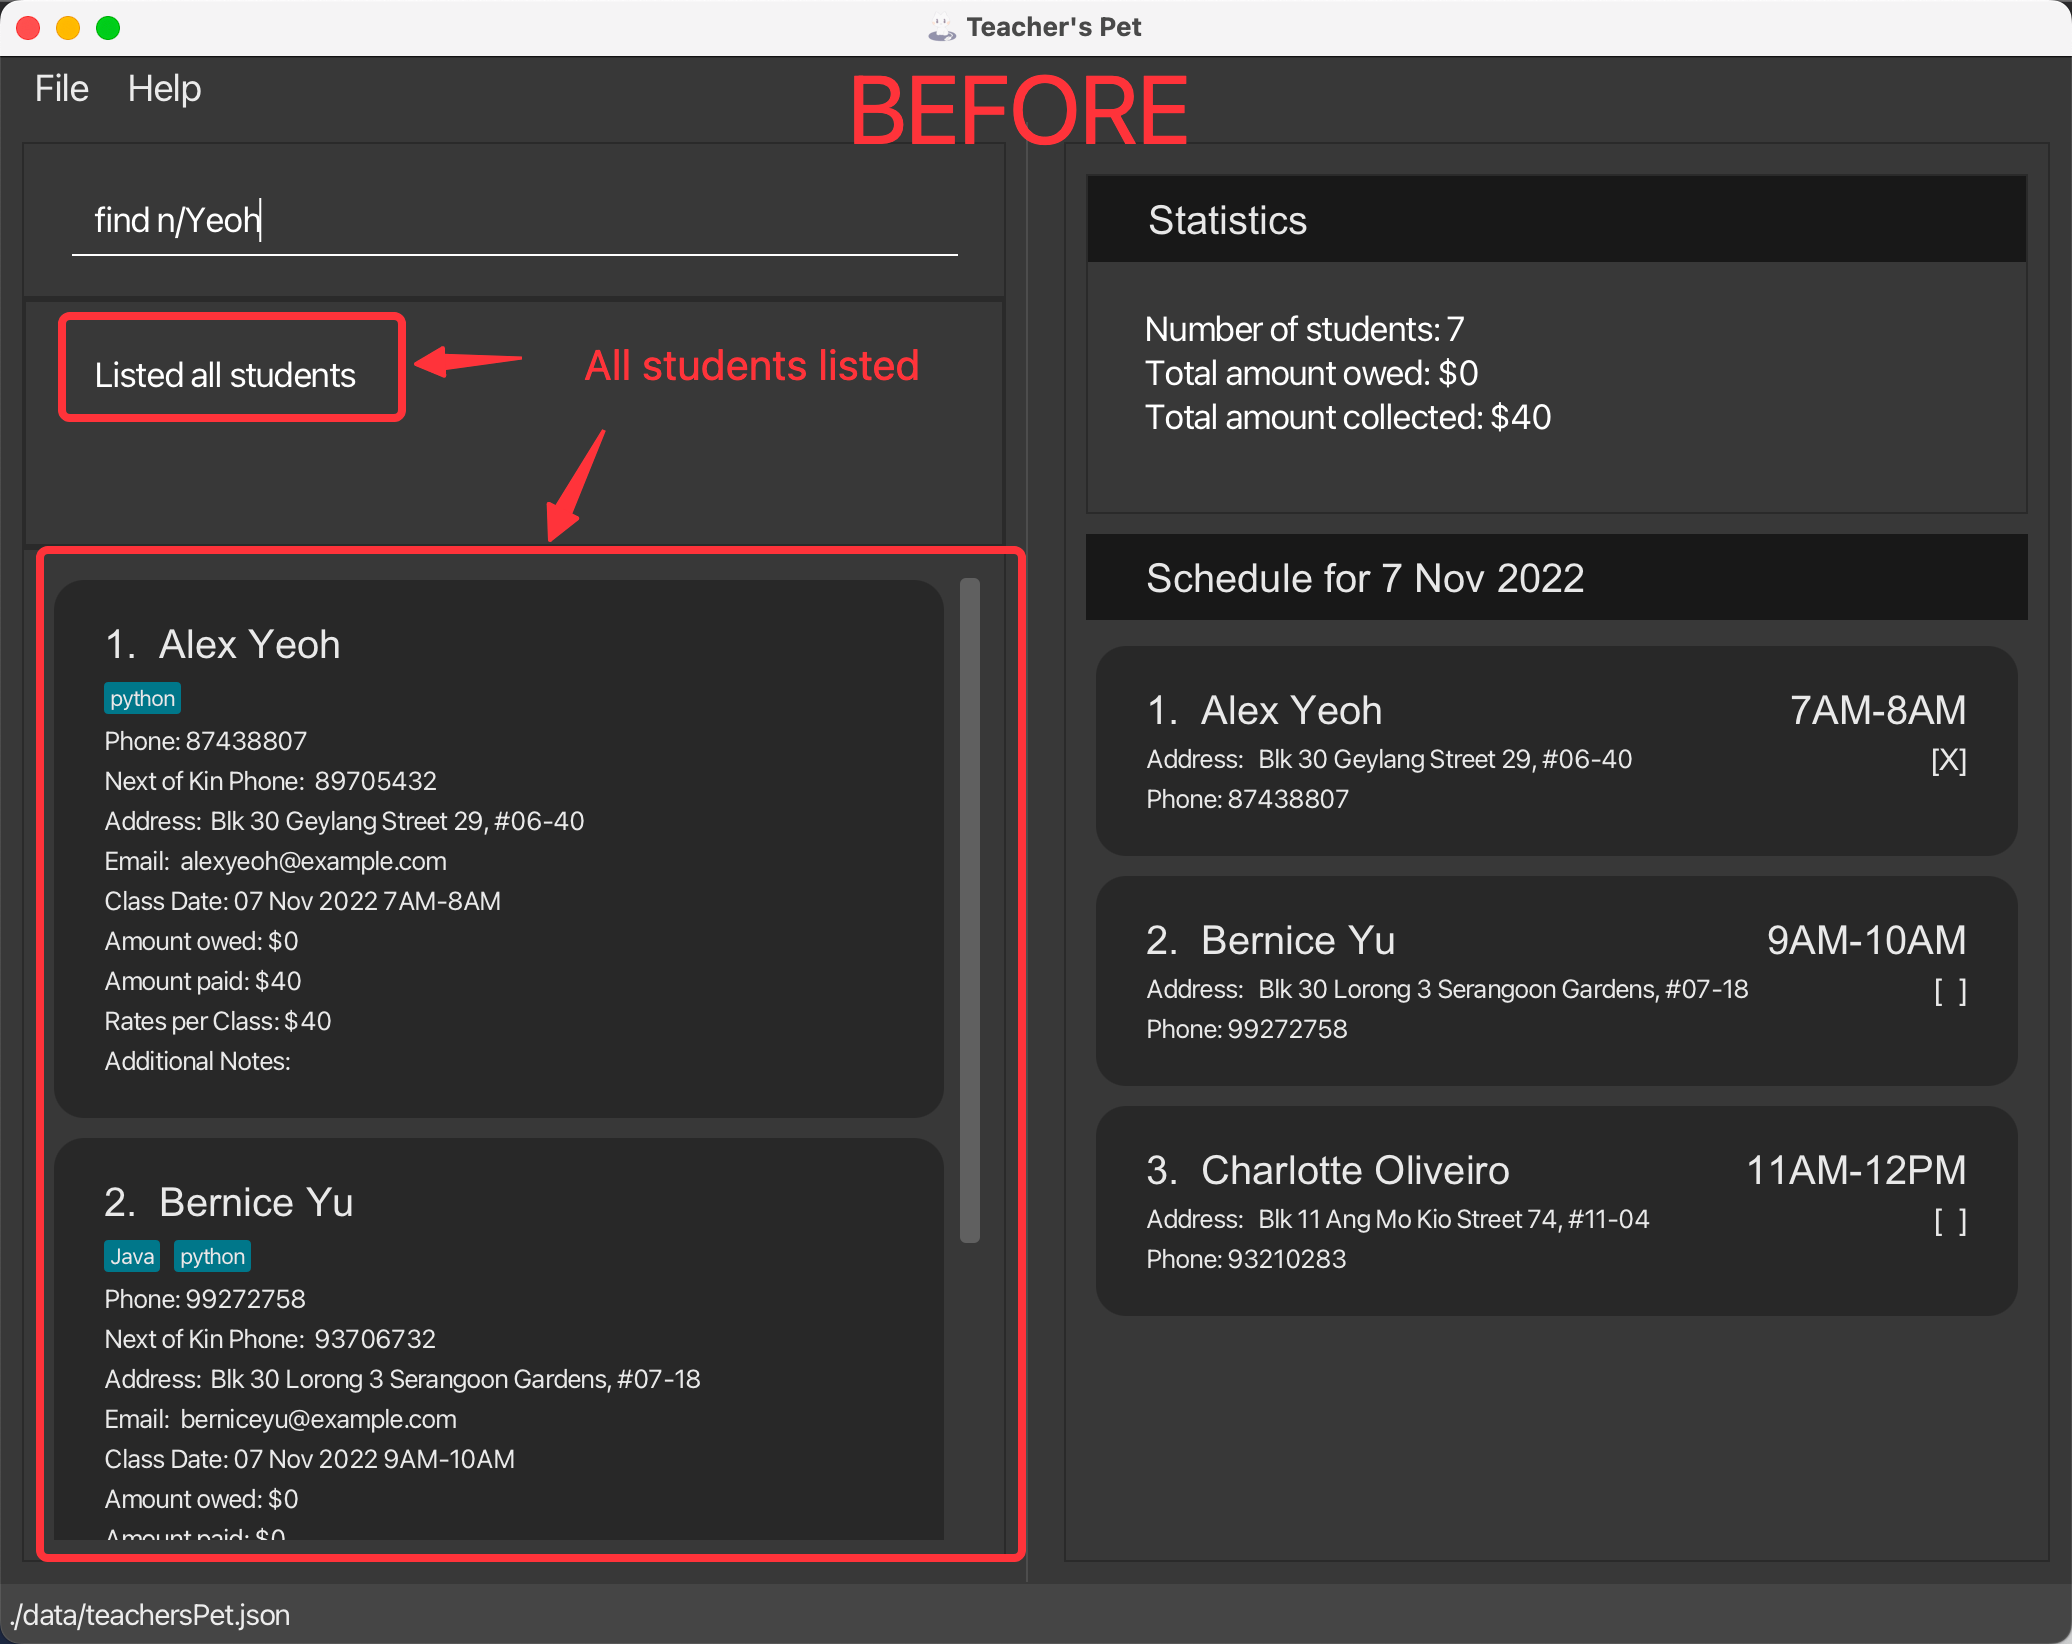 Teacher's Pet
File Help
BEFORE
find n/Yeoh
Listed all students
All students listed
1. Alex Yeoh
python
Phone: 87438807
Next of Kin Phone: 89705432
Address: Blk 30 Geylang Street 29, #06-40
Email: alexyeoh@example.com
Class Date: 07 Nov 2022 7AM-8AM
Amount owed: $0
Amount paid: $40
Rates per Class: $40
Additional Notes:
2. Bernice Yu
Java python
Phone: 99272758
Next of Kin Phone: 93706732
Address: Blk 30 Lorong 3 Serangoon Gardens, #07-18
Email: berniceyu@example.com
Class Date: 07 Nov 2022 9AM-10AM
Amount owed: $0
Amount paid: $0
Statistics
Number of students: 7
Total amount owed: $0
Total amount collected: $40
Schedule for 7 Nov 2022
1. Alex Yeoh 7AM-8AM
Address: Blk 30 Geylang Street 29, #06-40 [X]
Phone: 87438807
2. Bernice Yu 9AM-10AM
Address: Blk 30 Lorong 3 Serangoon Gardens, #07-18 [ ]
Phone: 99272758
3. Charlotte Oliveiro 11AM-12PM
Address: Blk 11 Ang Mo Kio Street 74, #11-04 [ ]
Phone: 93210283
./data/teachersPet.json